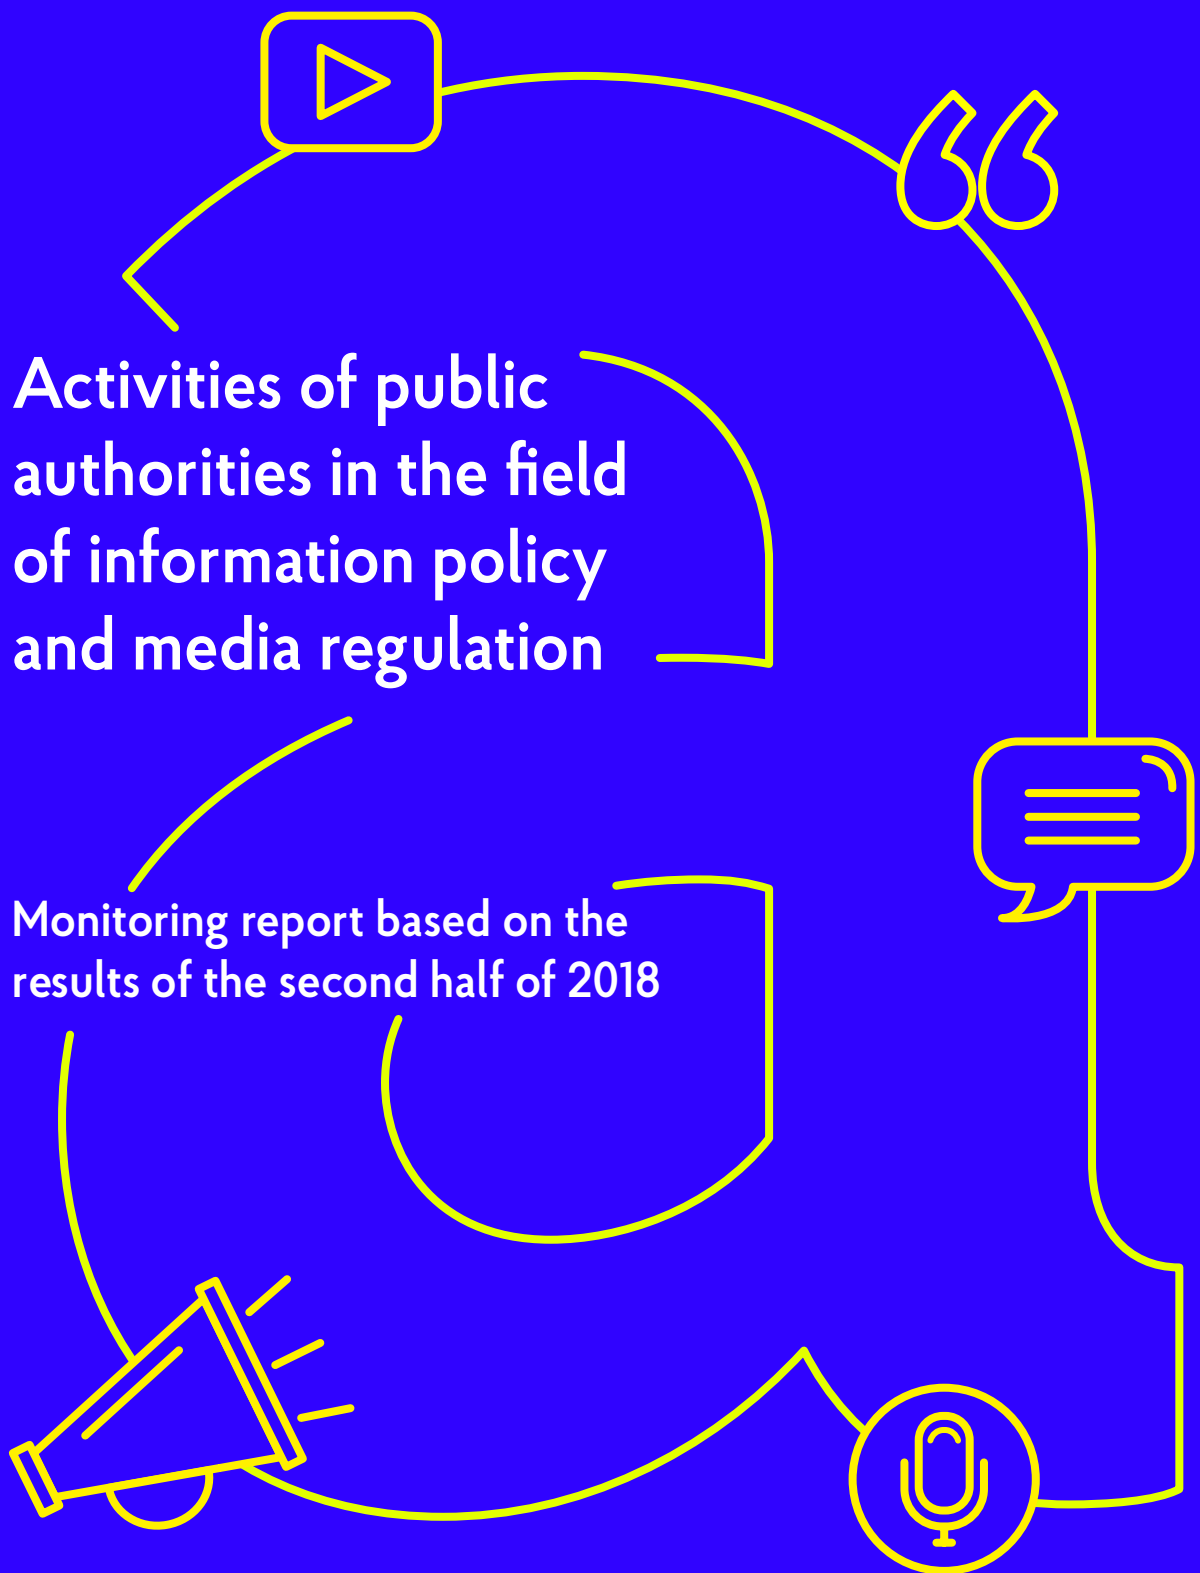 Activities of public
authorities in the field
of information policy
and media regulation
Monitoring report based on the
results of the second half of 2018